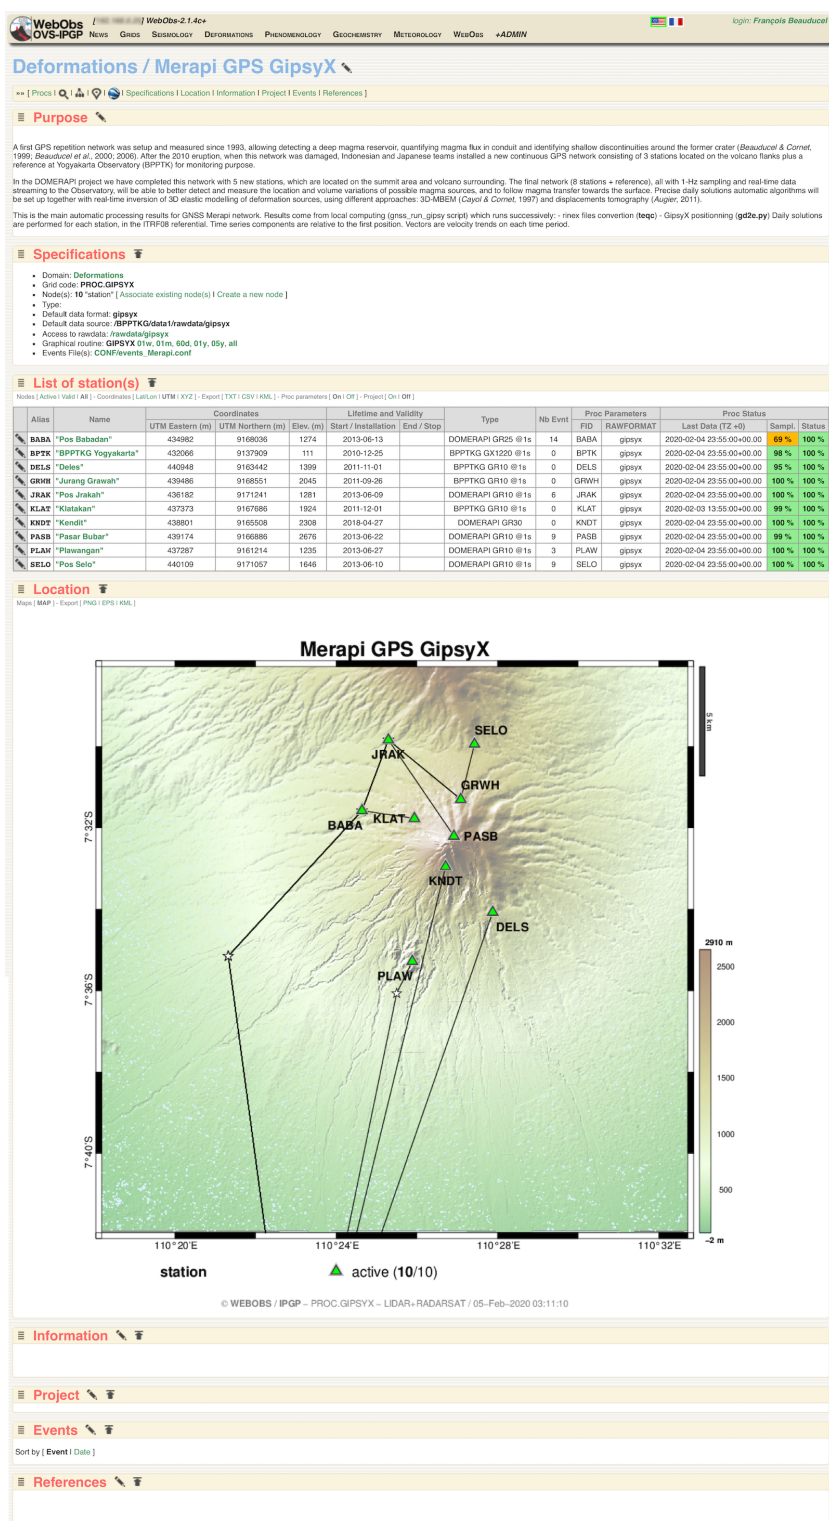 WebObs
OVS-IPGP
[ ] WebObs-2.1.4c+
login: François Beauducel
News Grids Seismology Deformations Phenomenology Geochemistry Meteorology WebObs +ADMIN
Deformations / Merapi GPS GipsyX
»» [ Procs | | | | | Specifications | Location | Information | Project | Events | References ]
Purpose
A first GPS repetition network was setup and measured since 1993, allowing detecting a deep magma reservoir, quantifying magma flux in conduit and identifying shallow discontinuities around the former crater (Beauducel & Cornet,
1999; Beauducel et al., 2000; 2006). After the 2010 eruption, when this network was damaged, Indonesian and Japanese teams installed a new continuous GPS network consisting of 3 stations located on the volcano flanks plus a
reference at Yogyakarta Observatory (BPPTK) for monitoring purpose.
In the DOMERAPI project we have completed this network with 5 new stations, which are located on the summit area and volcano surrounding. The final network (8 stations + reference), all with 1-Hz sampling and real-time data
streaming to the Observatory, will be able to better detect and measure the location and volume variations of possible magma sources, and to follow magma transfer towards the surface. Precise daily solutions automatic algorithms will
be set up together with real-time inversion of 3D elastic modelling of deformation sources, using different approaches: 3D-MBEM (Cayol & Cornet, 1997) and displacements tomography (Augier, 2011).
This is the main automatic processing results for GNSS Merapi network. Results come from local computing (gnss_run_gipsy script) which runs successively: - rinex files convertion (teqc) - GipsyX positionning (gd2e.py) Daily solutions
are performed for each station, in the ITRF08 referential. Time series components are relative to the first position. Vectors are velocity trends on each time period.
Specifications
Domain: Deformations
Grid code: PROC.GIPSYX
Node(s): 10 "station" [ Associate existing node(s) | Create a new node ]
Type:
Default data format: gipsyx
Default data source: /BPPTKG/data1/rawdata/gipsyx
Access to rawdata: /rawdata/gipsyx
Graphical routine: GIPSYX 01w, 01m, 60d, 01y, 05y, all
Events File(s): CONF/events_Merapi.conf
List of station(s)
Nodes [ Active | Valid | All ] - Coordinates [ Lat/Lon | UTM | XYZ ] - Export [ TXT | CSV | KML ] - Proc parameters [ On | Off ] - Project [ On | Off ]
Alias Name Coordinates Lifetime and Validity Type Nb Evnt Proc Parameters Proc Status
UTM Eastern (m) UTM Northern (m) Elev. (m) Start / Installation End / Stop FID RAWFORMAT Last Data (TZ +0) Sampl. Status
BABA "Pos Babadan" 434982 9168036 1274 2013-06-13 DOMERAPI GR25 @1s 14 BABA gipsyx 2020-02-04 23:55:00+00.00 69 % 100 %
BPTK "BPPTKG Yogyakarta" 432066 9137909 111 2010-12-25 BPPTKG GX1220 @1s 0 BPTK gipsyx 2020-02-04 23:55:00+00.00 98 % 100 %
DELS "Deles" 440948 9163442 1399 2011-11-01 BPPTKG GR10 @1s 0 DELS gipsyx 2020-02-04 23:55:00+00.00 95 % 100 %
GRWH "Jurang Grawah" 439486 9168551 2045 2011-09-26 BPPTKG GR10 @1s 0 GRWH gipsyx 2020-02-04 23:55:00+00.00 100 % 100 %
JRAK "Pos Jrakah" 436182 9171241 1281 2013-06-09 DOMERAPI GR10 @1s 6 JRAK gipsyx 2020-02-04 23:55:00+00.00 100 % 100 %
KLAT "Klatakan" 437373 9167686 1924 2011-12-01 BPPTKG GR10 @1s 0 KLAT gipsyx 2020-02-03 13:55:00+00.00 99 % 100 %
KNDT "Kendit" 438801 9165508 2308 2018-04-27 DOMERAPI GR30 0 KNDT gipsyx 2020-02-04 23:55:00+00.00 100 % 100 %
PASB "Pasar Bubar" 439174 9166886 2676 2013-06-22 DOMERAPI GR10 @1s 9 PASB gipsyx 2020-02-04 23:55:00+00.00 99 % 100 %
PLAW "Plawangan" 437287 9161214 1235 2013-06-27 DOMERAPI GR10 @1s 3 PLAW gipsyx 2020-02-04 23:55:00+00.00 100 % 100 %
SELO "Pos Selo" 440109 9171057 1646 2013-06-10 DOMERAPI GR10 @1s 9 SELO gipsyx 2020-02-04 23:55:00+00.00 100 % 100 %
Location
Maps [ MAP ] - Export [ PNG | EPS | KML ]
Merapi GPS GipsyX
5 km
SELO
JRAK
GRWH
7°32'S
KLAT
BABA
PASB
KNDT
DELS
2910 m
2500
PLAW
7°36'S
2000
1500
1000
7°40'S
500
−2 m
110°20'E 110°24'E 110°28'E 110°32'E
station active (10/10)
© WEBOBS / IPGP − PROC.GIPSYX − LIDAR+RADARSAT / 05−Feb−2020 03:11:10
Information
Project
Events
Sort by [ Event | Date ]
References